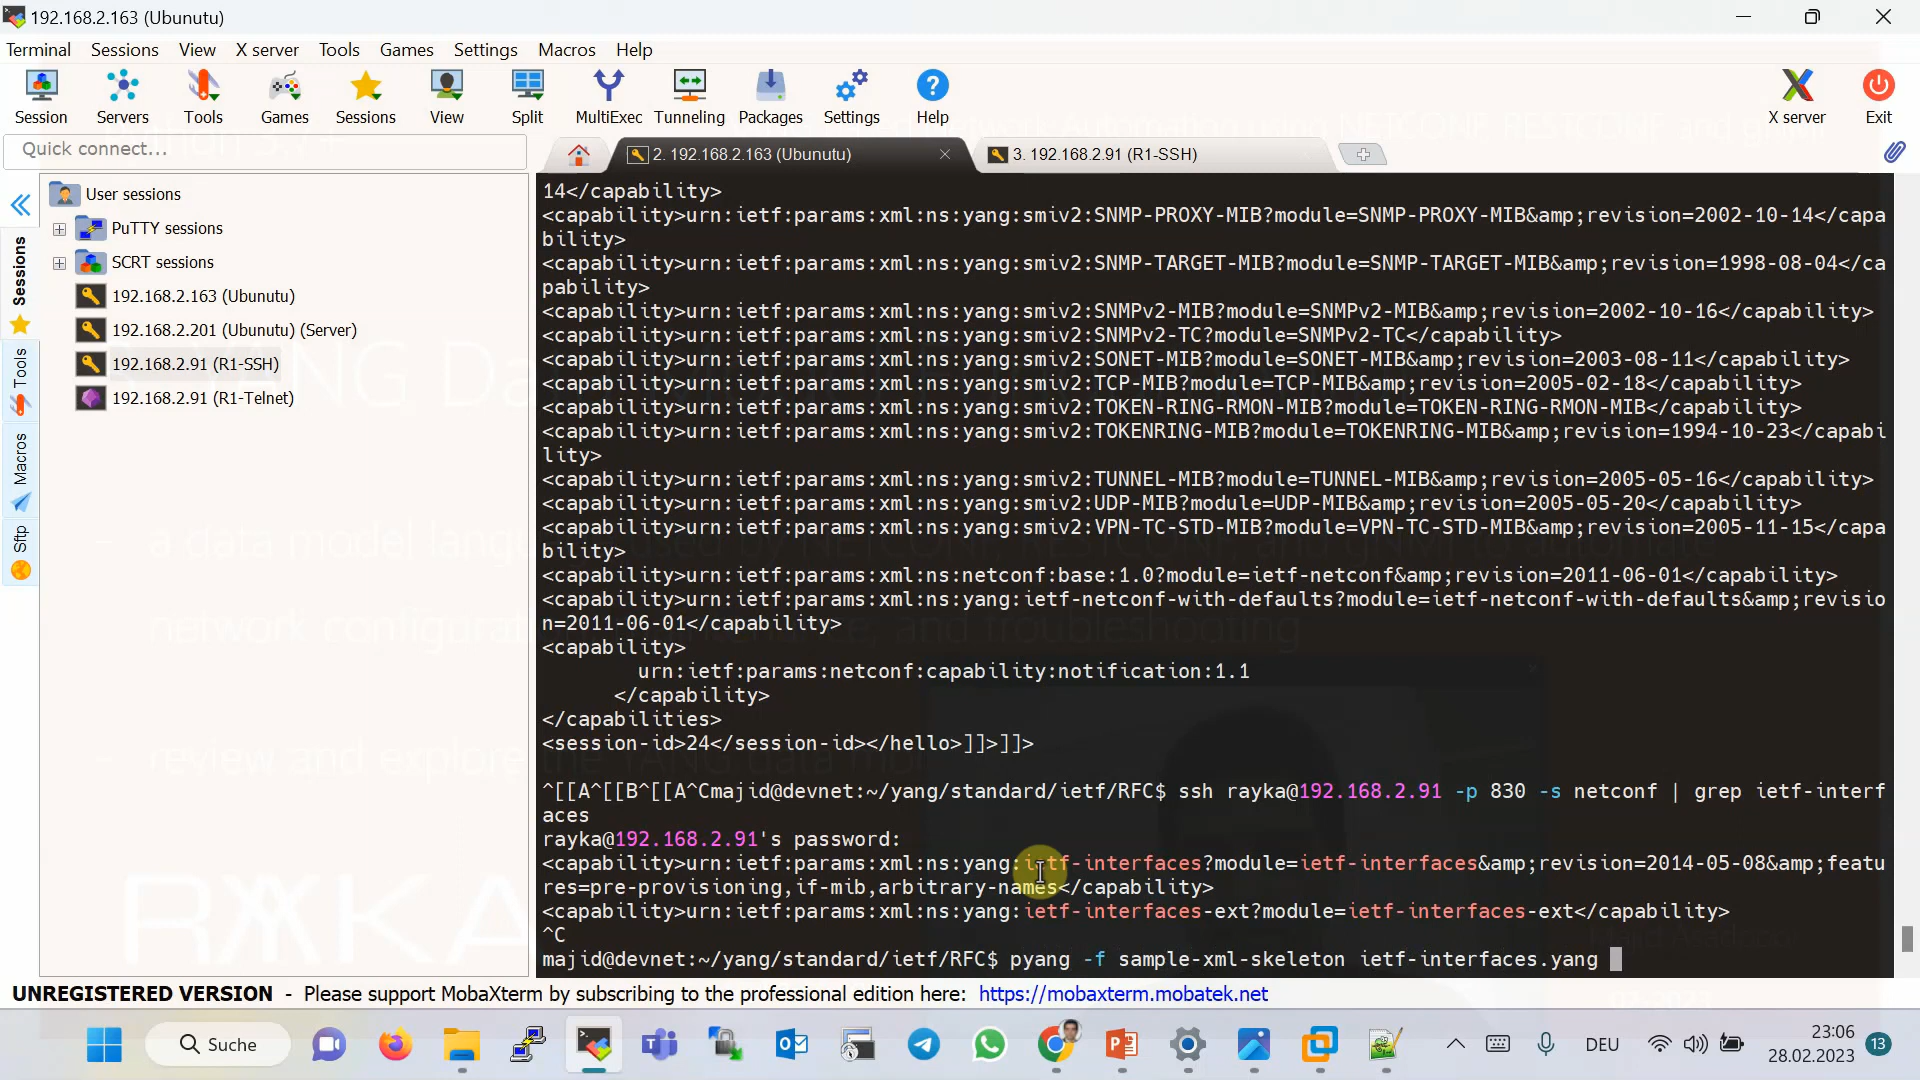 192.168.2.163 (Ubunutu)
Terminal Sessions View X server Tools Games Settings Macros Help
Session Servers Tools Games Sessions View Split MultiExec Tunneling Packages Settings Help X server Exit
Quick connect...
2. 192.168.2.163 (Ubunutu)
3. 192.168.2.91 (R1-SSH)
User sessions
PuTTY sessions
SCRT sessions
192.168.2.163 (Ubunutu)
192.168.2.201 (Ubunutu) (Server)
192.168.2.91 (R1-SSH)
192.168.2.91 (R1-Telnet)
Sessions
Tools
Macros
Sftp
14</capability>
<capability>urn:ietf:params:xml:ns:yang:smiv2:SNMP-PROXY-MIB?module=SNMP-PROXY-MIB&amp;revision=2002-10-14</capa
bility>
<capability>urn:ietf:params:xml:ns:yang:smiv2:SNMP-TARGET-MIB?module=SNMP-TARGET-MIB&amp;revision=1998-08-04</ca
pability>
<capability>urn:ietf:params:xml:ns:yang:smiv2:SNMPv2-MIB?module=SNMPv2-MIB&amp;revision=2002-10-16</capability>
<capability>urn:ietf:params:xml:ns:yang:smiv2:SNMPv2-TC?module=SNMPv2-TC</capability>
<capability>urn:ietf:params:xml:ns:yang:smiv2:SONET-MIB?module=SONET-MIB&amp;revision=2003-08-11</capability>
<capability>urn:ietf:params:xml:ns:yang:smiv2:TCP-MIB?module=TCP-MIB&amp;revision=2005-02-18</capability>
<capability>urn:ietf:params:xml:ns:yang:smiv2:TOKEN-RING-RMON-MIB?module=TOKEN-RING-RMON-MIB</capability>
<capability>urn:ietf:params:xml:ns:yang:smiv2:TOKENRING-MIB?module=TOKENRING-MIB&amp;revision=1994-10-23</capabi
lity>
<capability>urn:ietf:params:xml:ns:yang:smiv2:TUNNEL-MIB?module=TUNNEL-MIB&amp;revision=2005-05-16</capability>
<capability>urn:ietf:params:xml:ns:yang:smiv2:UDP-MIB?module=UDP-MIB&amp;revision=2005-05-20</capability>
<capability>urn:ietf:params:xml:ns:yang:smiv2:VPN-TC-STD-MIB?module=VPN-TC-STD-MIB&amp;revision=2005-11-15</capa
bility>
<capability>urn:ietf:params:xml:ns:netconf:base:1.0?module=ietf-netconf&amp;revision=2011-06-01</capability>
<capability>urn:ietf:params:xml:ns:yang:ietf-netconf-with-defaults?module=ietf-netconf-with-defaults&amp;revisio
n=2011-06-01</capability>
<capability>
urn:ietf:params:netconf:capability:notification:1.1
</capability>
</capabilities>
<session-id>24</session-id></hello>]]>]]>
^[[A^[[B^[[A^Cmajid@devnet:~/yang/standard/ietf/RFC$ ssh rayka@192.168.2.91 -p 830 -s netconf | grep ietf-interf
aces
rayka@192.168.2.91's password:
<capability>urn:ietf:params:xml:ns:yang:ietf-interfaces?module=ietf-interfaces&amp;revision=2014-05-08&amp;featu
res=pre-provisioning,if-mib,arbitrary-names</capability>
<capability>urn:ietf:params:xml:ns:yang:ietf-interfaces-ext?module=ietf-interfaces-ext</capability>
^C
majid@devnet:~/yang/standard/ietf/RFC$ pyang -f sample-xml-skeleton ietf-interfaces.yang
UNREGISTERED VERSION - Please support MobaXterm by subscribing to the professional edition here: https://mobaxterm.mobatek.net
Suche
DEU
23:06
28.02.2023
13